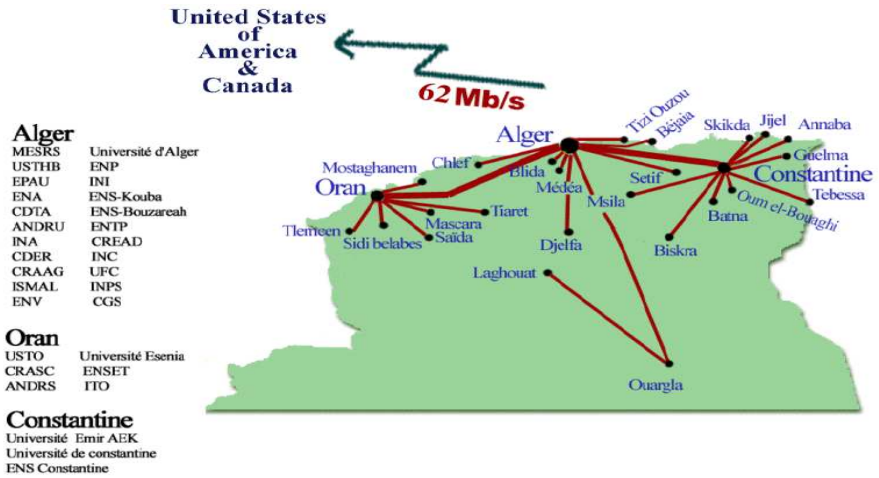 United States
of
America
&
Canada
62 Mb/s
Alger
MESRS Université d'Alger
USTHB ENP
EPAU INI
ENA ENS-Kouba
CDTA ENS-Bouzareah
ANDRU ENTP
INA CREAD
CDER INC
CRAAG UFC
ISMAL INPS
ENV CGS
Oran
USTO Université Esenia
CRASC ENSET
ANDRS ITO
Constantine
Université Emir AEK
Université de constantine
ENS Constantine
Alger
Tizi Ouzou
Béjaia
Skikda
Jijel
Annaba
Guelma
Constantine
Tebessa
Oum el-Bouaghi
Batna
Biskra
Setif
Msila
Blida
Médéa
Chlef
Mostaghanem
Oran
Tlemcen
Sidi belabes
Mascara
Saïda
Tiaret
Djelfa
Laghouat
Ouargla